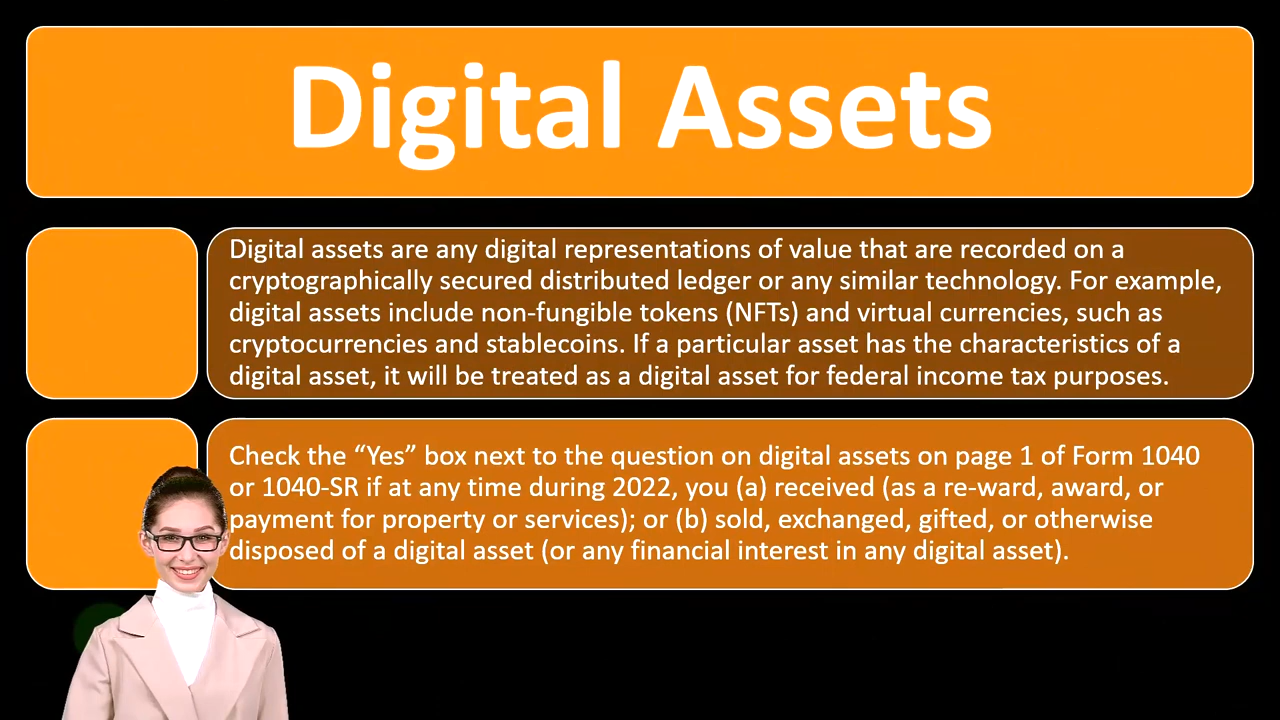 Digital Assets
Digital assets are any digital representations of value that are recorded on a
cryptographically secured distributed ledger or any similar technology. For example,
digital assets include non-fungible tokens (NFTs) and virtual currencies, such as
cryptocurrencies and stablecoins. If a particular asset has the characteristics of a
digital asset, it will be treated as a digital asset for federal income tax purposes.
Check the “Yes” box next to the question on digital assets on page 1 of Form 1040
or 1040-SR if at any time during 2022, you (a) received (as a re-ward, award, or
payment for property or services); or (b) sold, exchanged, gifted, or otherwise
disposed of a digital asset (or any financial interest in any digital asset).